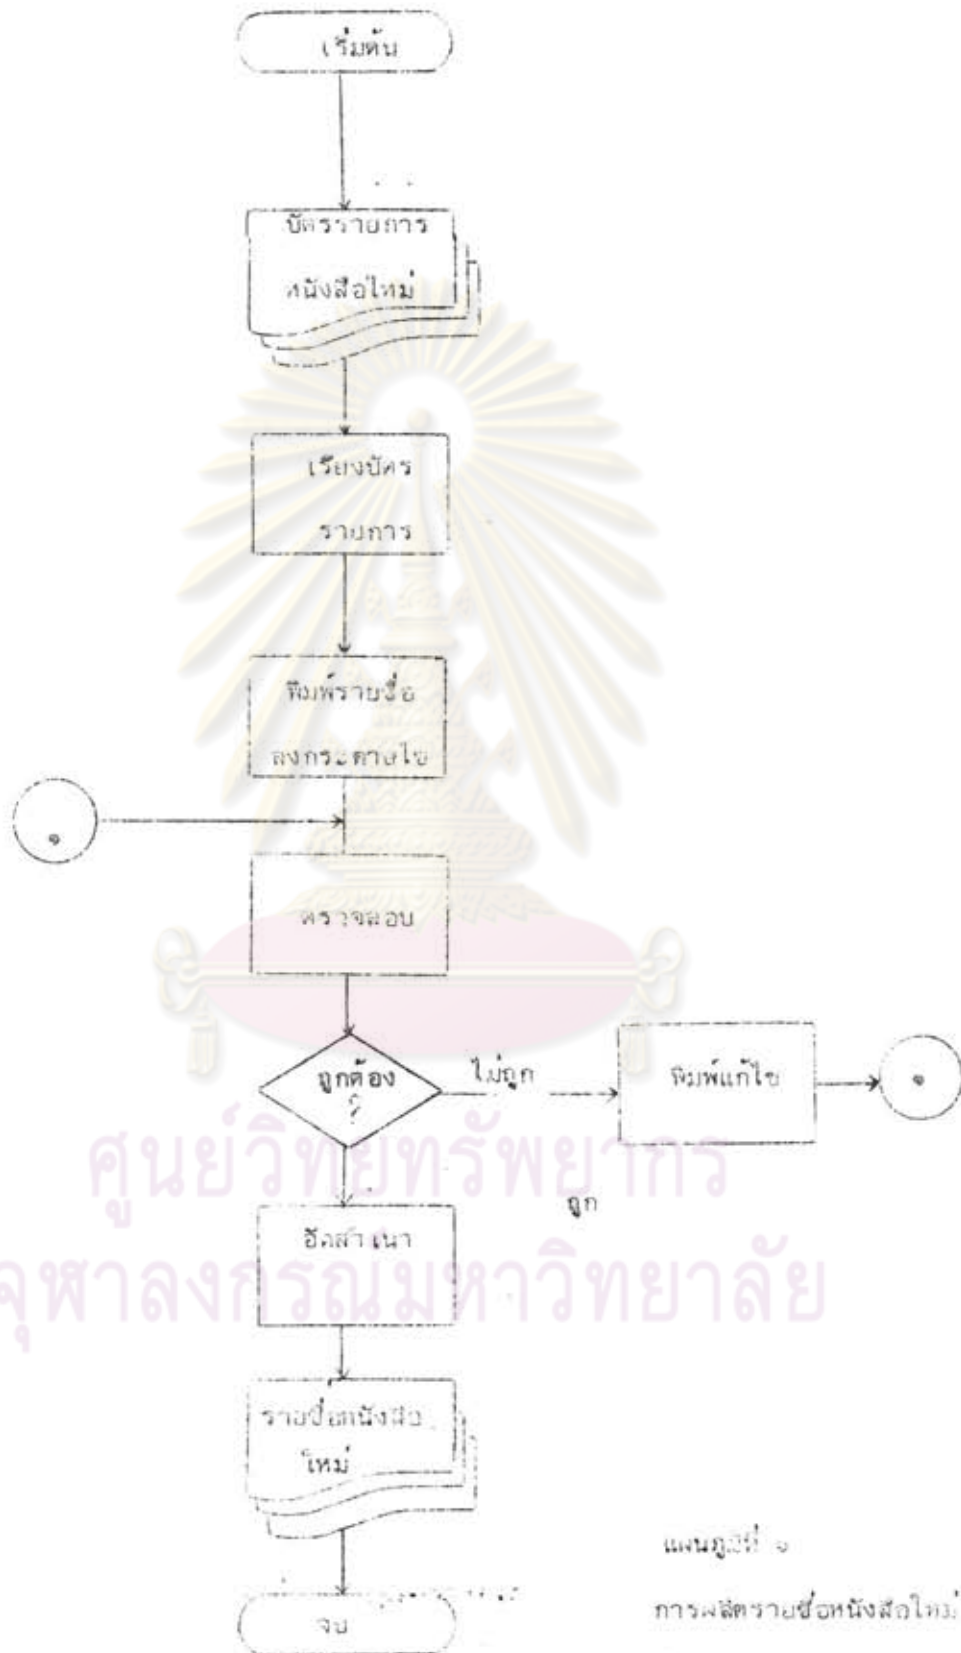 เริ่มต้น
บัตรรายการ
หนังสือใหม่
เรียงบัตร
รายการ
พิมพ์รายชื่อ
ลงกระดาษไข
๑
ตรวจสอบ
ถูกต้อง
?
ไม่ถูก
พิมพ์แก้ไข
๑
ศูนย์วิทยทรัพยากร
ถูก
อัดสำเนา
จุฬาลงกรณ์มหาวิทยาลัย
รายชื่อหนังสือ
ใหม่
แผนภูมิที่
การผลิตรายชื่อหนังสือใหม่
จบ